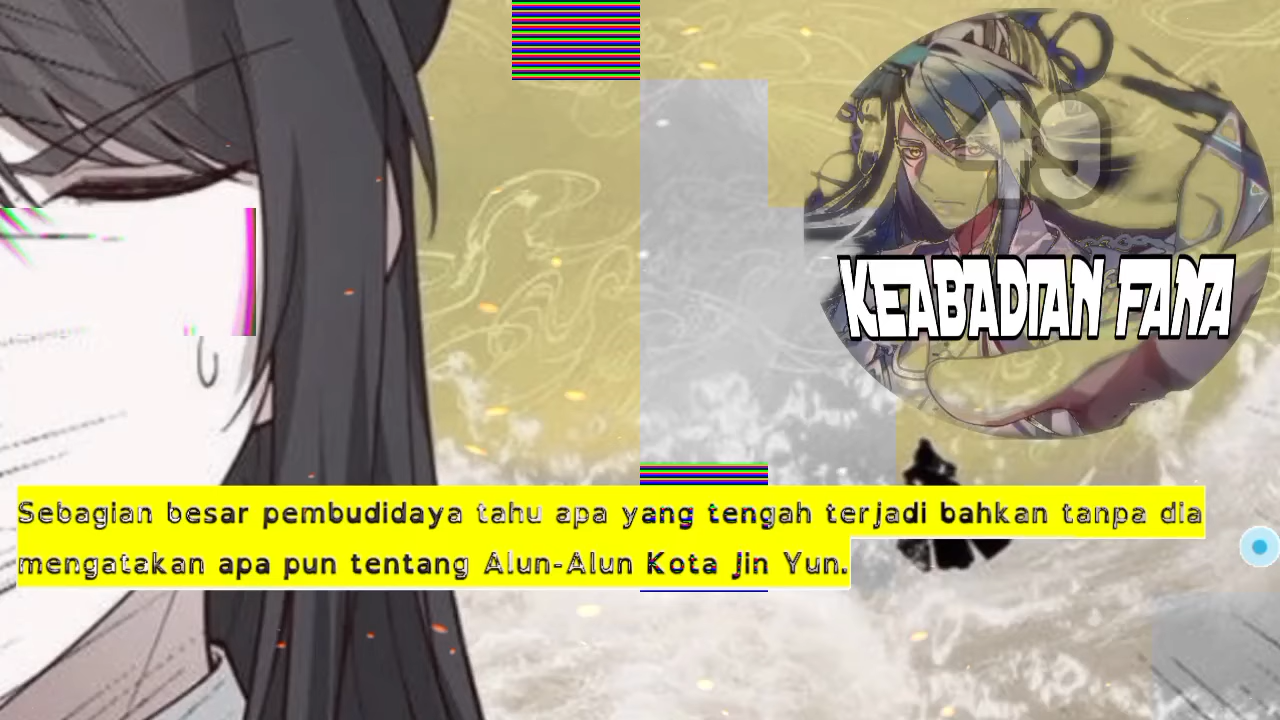 49
KEABADIAN FANA
Sebagian besar pembudidaya tahu apa yang tengah terjadi bahkan tanpa dia
mengatakan apa pun tentang Alun-Alun Kota Jin Yun.